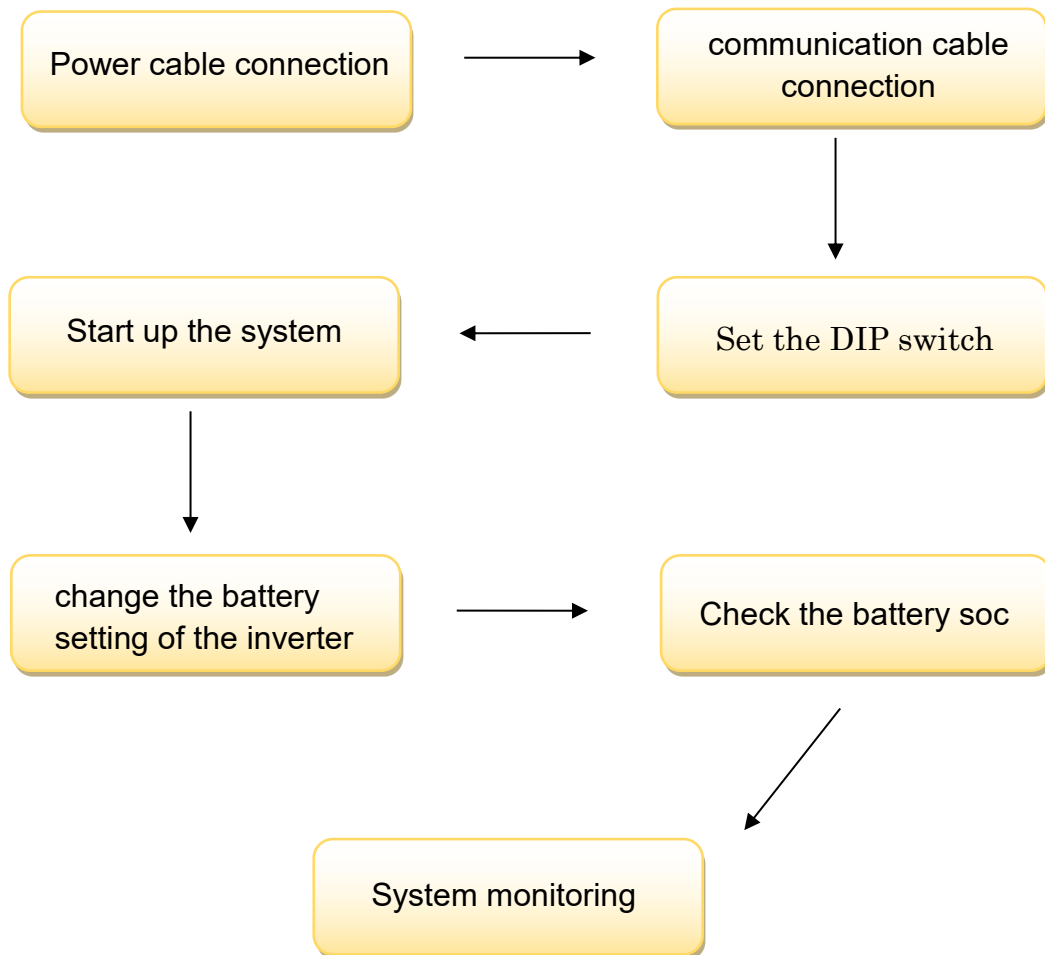 Power cable connection
communication cable
connection
Set the DIP switch
Start up the system
change the battery
setting of the inverter
Check the battery soc
System monitoring